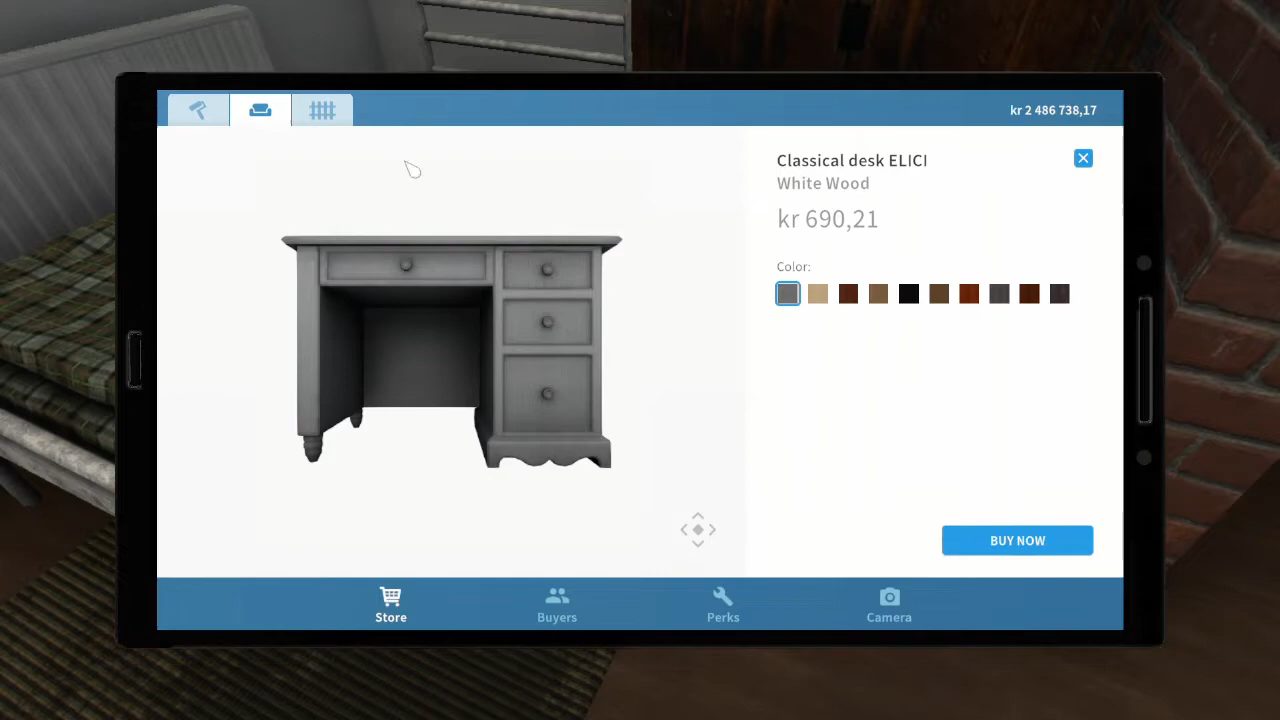 kr 2 486 738,17
Classical desk ELICI
White Wood
kr 690,21
Color:
BUY NOW
Store
Buyers
Perks
Camera